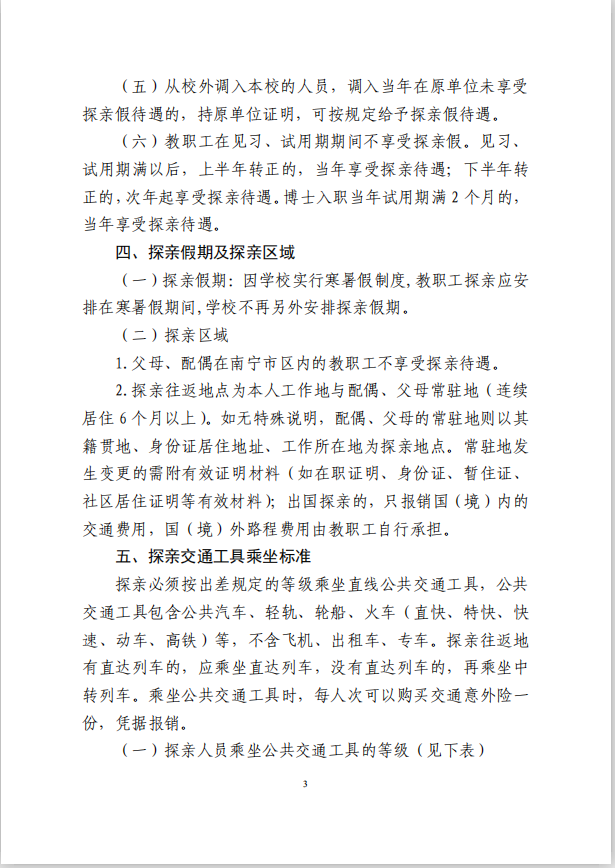 （五）从校外调入本校的人员，调入当年在原单位未享受
探亲假待遇的，持原单位证明，可按规定给予探亲假待遇。
（六）教职工在见习、试用期期间不享受探亲假。见习、
试用期满以后，上半年转正的，当年享受探亲待遇；下半年转
正的，次年起享受探亲待遇。博士入职当年试用期满 2 个月的，
当年享受探亲待遇。
四、探亲假期及探亲区域
（一）探亲假期：因学校实行寒暑假制度,教职工探亲应安
排在寒暑假期间,学校不再另外安排探亲假期。
（二）探亲区域
1.父母、配偶在南宁市区内的教职工不享受探亲待遇。
2.探亲往返地点为本人工作地与配偶、父母常驻地（连续
居住 6 个月以上）。如无特殊说明，配偶、父母的常驻地则以其
籍贯地、身份证居住地址、工作所在地为探亲地点。常驻地发
生变更的需附有效证明材料（如在职证明、身份证、暂住证、
社区居住证明等有效材料）；出国探亲的，只报销国（境）内的
交通费用，国（境）外路程费用由教职工自行承担。
五、探亲交通工具乘坐标准
探亲必须按出差规定的等级乘坐直线公共交通工具，公共
交通工具包含公共汽车、轻轨、轮船、火车（直快、特快、快
速、动车、高铁）等，不含飞机、出租车、专车。探亲往返地
有直达列车的，应乘坐直达列车，没有直达列车的，再乘坐中
转列车。乘坐公共交通工具时，每人次可以购买交通意外险一
份，凭据报销。
（一）探亲人员乘坐公共交通工具的等级（见下表）
3